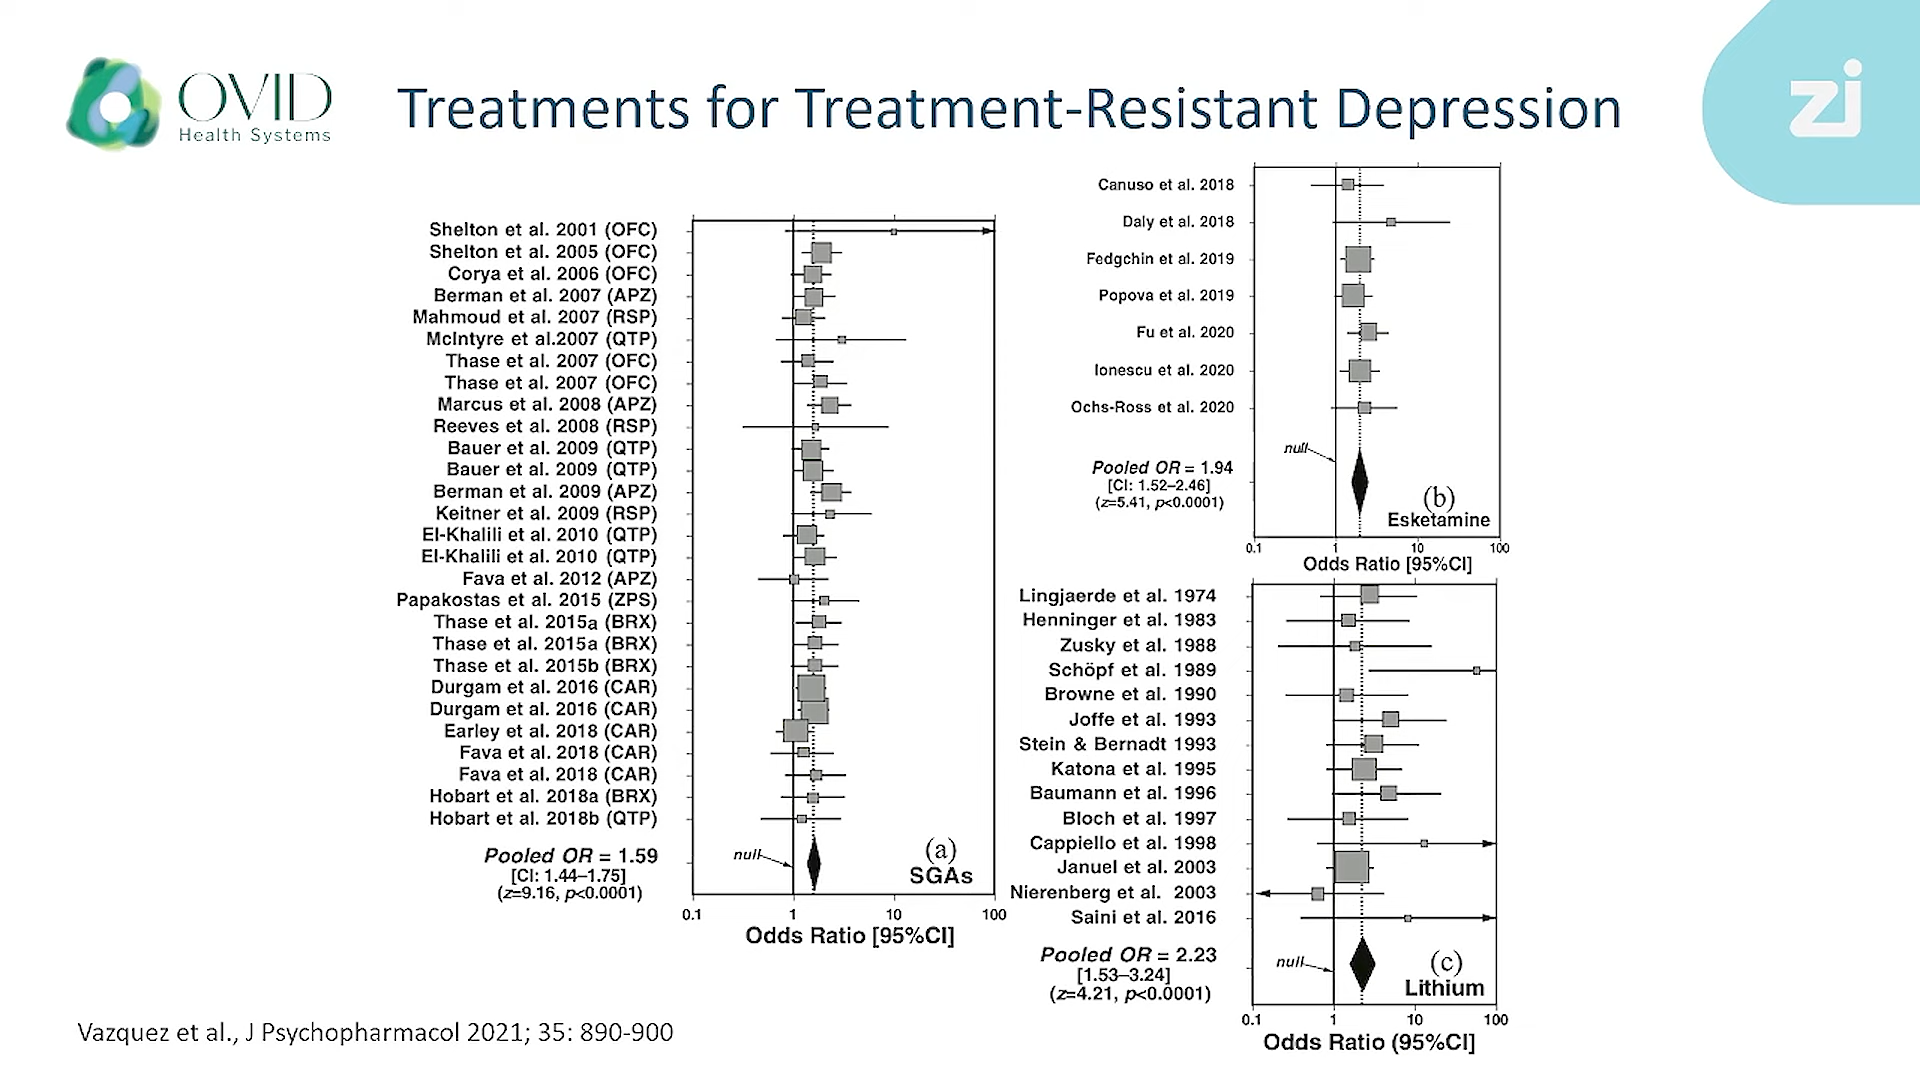 OVID
Health Systems
Treatments for Treatment-Resistant Depression
zi
Shelton et al. 2001 (OFC)
Shelton et al. 2005 (OFC)
Corya et al. 2006 (OFC)
Berman et al. 2007 (APZ)
Mahmoud et al. 2007 (RSP)
McIntyre et al.2007 (QTP)
Thase et al. 2007 (OFC)
Thase et al. 2007 (OFC)
Marcus et al. 2008 (APZ)
Reeves et al. 2008 (RSP)
Bauer et al. 2009 (QTP)
Bauer et al. 2009 (QTP)
Berman et al. 2009 (APZ)
Keitner et al. 2009 (RSP)
El-Khalili et al. 2010 (QTP)
El-Khalili et al. 2010 (QTP)
Fava et al. 2012 (APZ)
Papakostas et al. 2015 (ZPS)
Thase et al. 2015a (BRX)
Thase et al. 2015a (BRX)
Thase et al. 2015b (BRX)
Durgam et al. 2016 (CAR)
Durgam et al. 2016 (CAR)
Earley et al. 2018 (CAR)
Fava et al. 2018 (CAR)
Fava et al. 2018 (CAR)
Hobart et al. 2018a (BRX)
Hobart et al. 2018b (QTP)
Pooled OR = 1.59
[CI: 1.44–1.75]
(z=9.16, p<0.0001)
null
(a)
SGAs
0.1 1 10 100
Odds Ratio [95%CI]
Canuso et al. 2018
Daly et al. 2018
Fedgchin et al. 2019
Popova et al. 2019
Fu et al. 2020
Ionescu et al. 2020
Ochs-Ross et al. 2020
null
Pooled OR = 1.94
[CI: 1.52–2.46]
(z=5.41, p<0.0001)
(b)
Esketamine
0.1 1 10 100
Odds Ratio [95%CI]
Lingjaerde et al. 1974
Henninger et al. 1983
Zusky et al. 1988
Schöpf et al. 1989
Browne et al. 1990
Joffe et al. 1993
Stein & Bernadt 1993
Katona et al. 1995
Baumann et al. 1996
Bloch et al. 1997
Cappiello et al. 1998
Januel et al. 2003
Nierenberg et al. 2003
Saini et al. 2016
Pooled OR = 2.23
[1.53–3.24]
(z=4.21, p<0.0001)
null
(c)
Lithium
0.1 1 10 100
Odds Ratio (95%CI]
Vazquez et al., J Psychopharmacol 2021; 35: 890-900